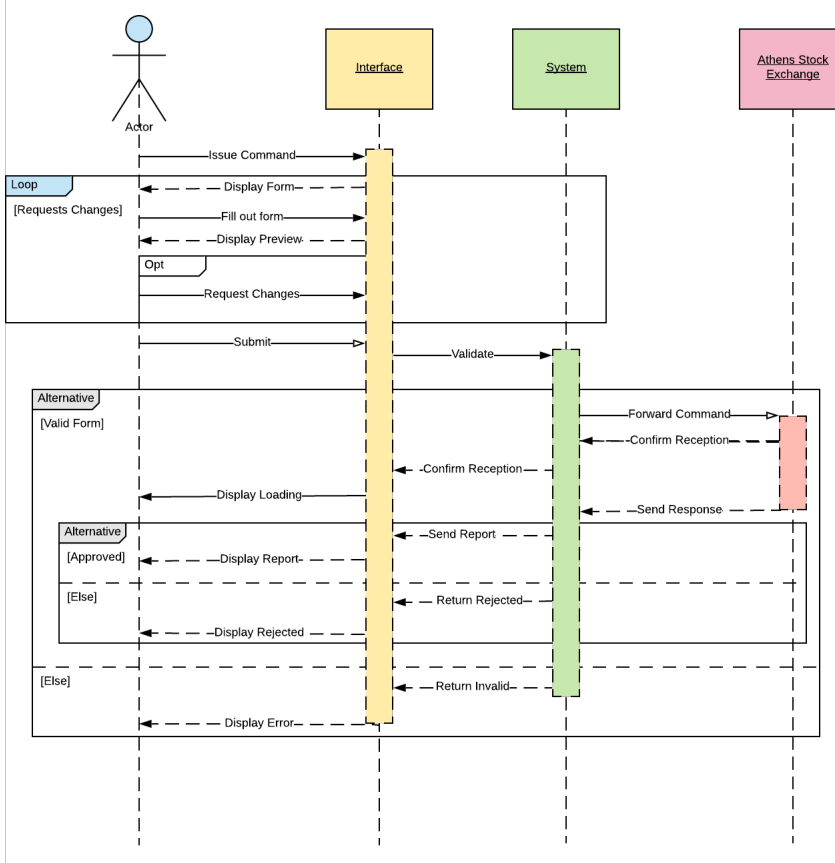 Actor
Interface
System
Athens Stock
Exchange
Issue Command
Loop
Display Form
[Requests Changes]
Fill out form
Display Preview
Opt
Request Changes
Submit
Validate
Alternative
[Valid Form]
Forward Command
Confirm Reception
Confirm Reception
Display Loading
Send Response
Alternative
Send Report
[Approved]
Display Report
[Else]
Return Rejected
Display Rejected
[Else]
Return Invalid
Display Error